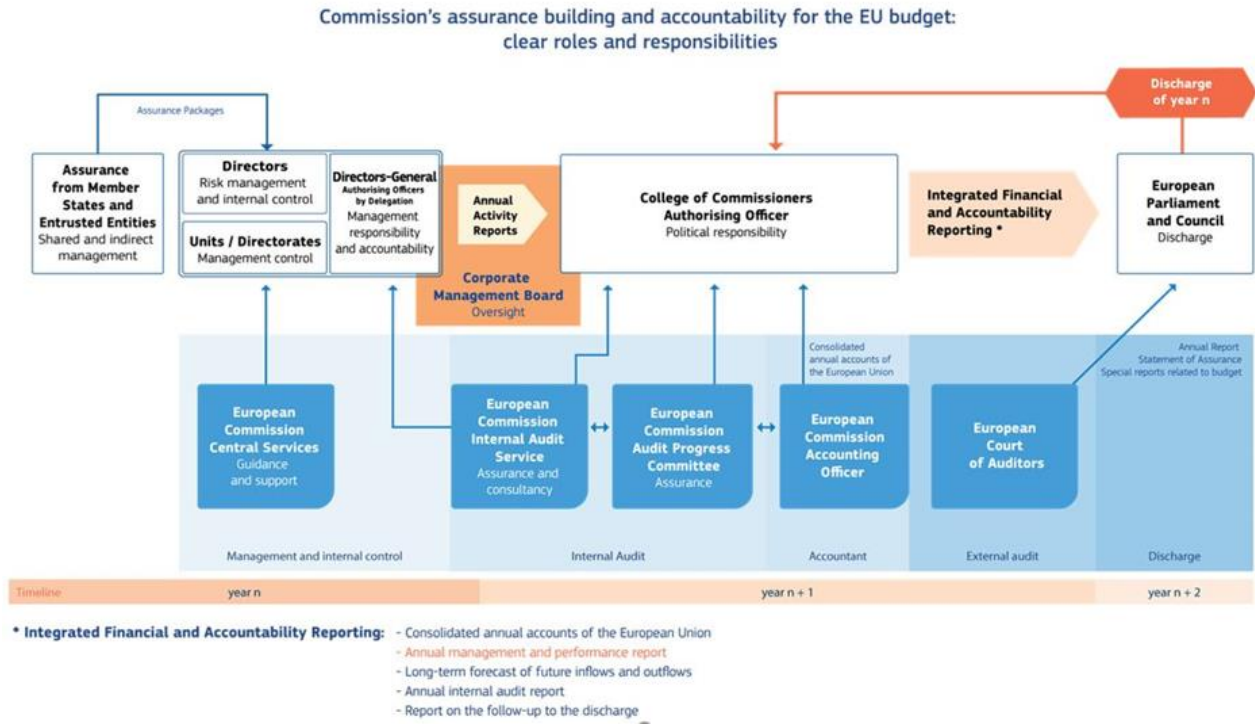 Commission's assurance building and accountability for the EU budget:
clear roles and responsibilities
Assurance Packages
Discharge
of year n
Assurance
from Member
States and
Entrusted Entities
Shared and indirect
management
Directors
Risk management
and internal control
Units / Directorates
Management control
Directors-General
Authorising Officers
by Delegation
Management
responsibility
and accountability
Annual
Activity
Reports
Corporate
Management Board
Oversight
College of Commissioners
Authorising Officer
Political responsibility
Integrated Financial
and Accountability
Reporting *
European
Parliament
and Council
Discharge
Consolidated
annual accounts of
the European Union
Annual Report
Statement of Assurance
Special reports related to budget
European
Commission
Central Services
Guidance
and support
European
Commission
Internal Audit
Service
Assurance and
consultancy
European
Commission
Audit Progress
Committee
Assurance
European
Commission
Accounting
Officer
European
Court
of Auditors
Management and internal control
Internal Audit
Accountant
External audit
Discharge
Timeline
year n
year n + 1
year n + 2
* Integrated Financial and Accountability Reporting:
- Consolidated annual accounts of the European Union
- Annual management and performance report
- Long-term forecast of future inflows and outflows
- Annual internal audit report
- Report on the follow-up to the discharge